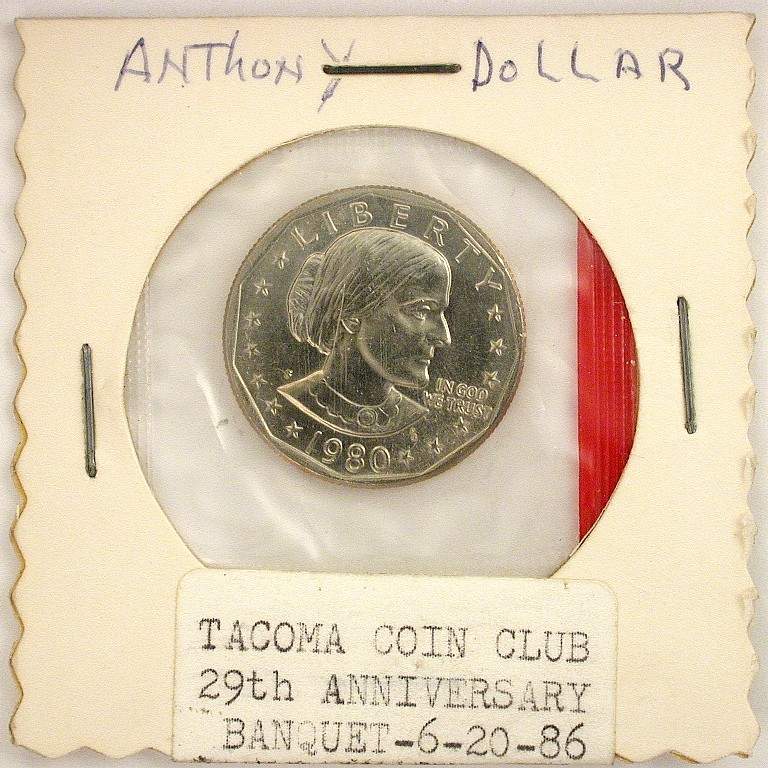 ANThONY DOLLAR
LIBERTY
IN GOD
WE TRUST
1980
TACOMA COIN CLUB
29th ANNIVERSARY
BANQUET-6-20-86